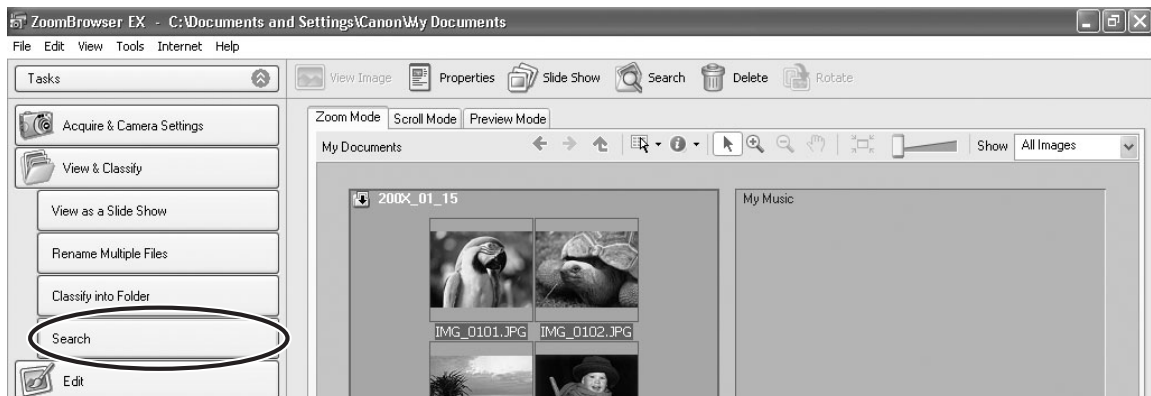 ZoomBrowser EX - C:\Documents and Settings\Canon\My Documents
File Edit View Tools Internet Help
Tasks
View Image Properties Slide Show Search Delete Rotate
Acquire & Camera Settings
View & Classify
View as a Slide Show
Rename Multiple Files
Classify into Folder
Search
Edit
Zoom Mode Scroll Mode Preview Mode
My Documents
Show All Images
200X_01_15
My Music
IMG_0101.JPG IMG_0102.JPG